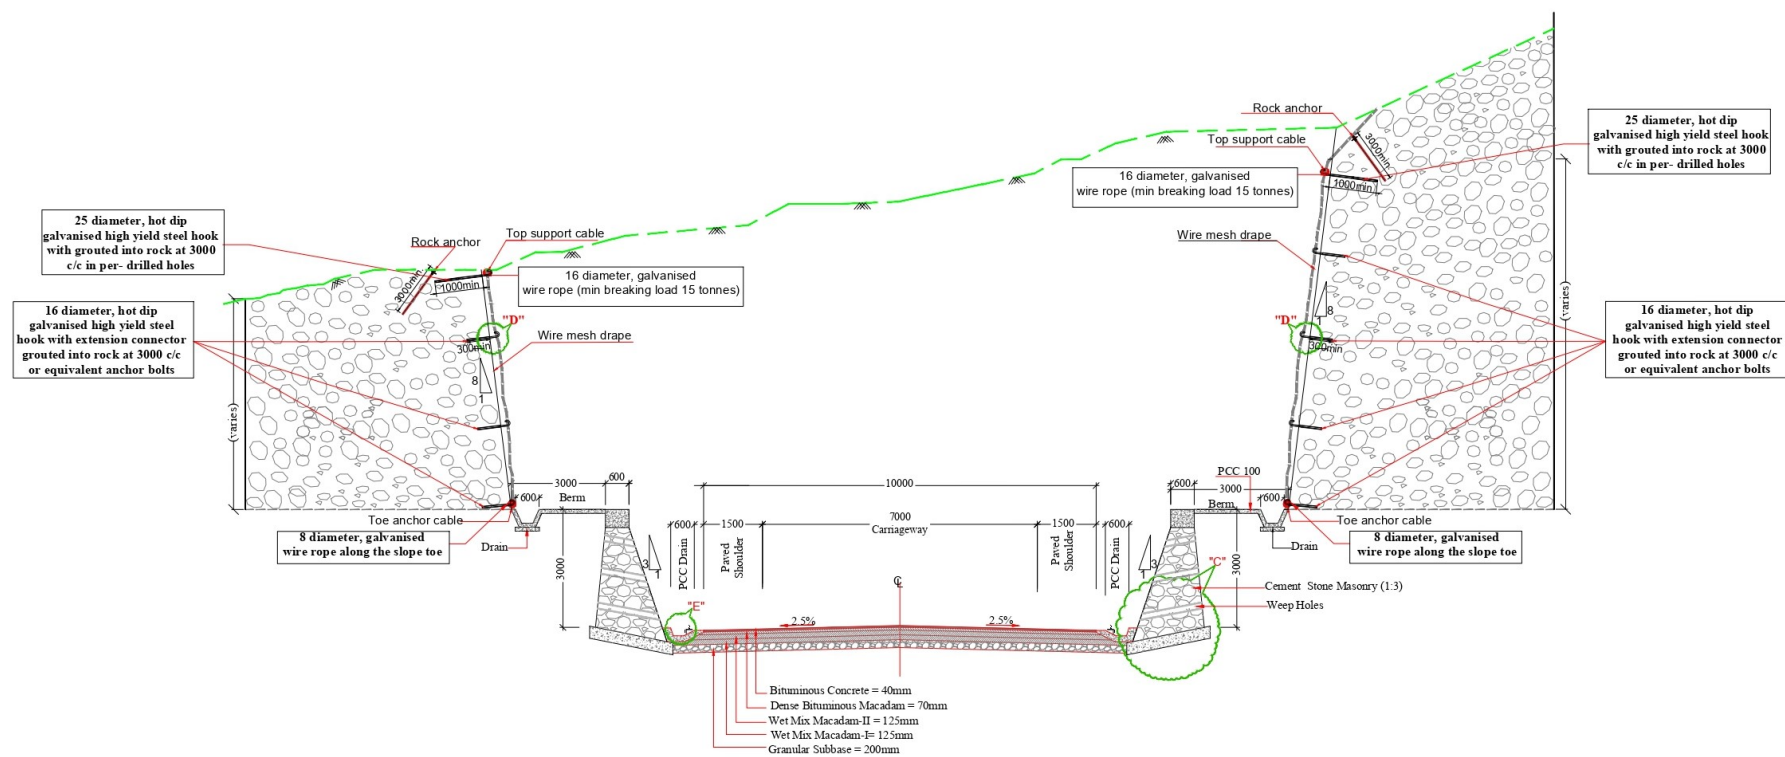 Rock anchor
Top support cable
16 diameter, galvanised
wire rope (min breaking load 15 tonnes)
3000min.
1000min
25 diameter, hot dip
galvanised high yield steel hook
with grouted into rock at 3000
c/c in per- drilled holes
25 diameter, hot dip
galvanised high yield steel hook
with grouted into rock at 3000
c/c in per- drilled holes
Rock anchor
Top support cable
16 diameter, galvanised
wire rope (min breaking load 15 tonnes)
3000min.
1000min
Wire mesh drape
16 diameter, hot dip
galvanised high yield steel
hook with extension connector
grouted into rock at 3000 c/c
or equivalent anchor bolts
"D"
300min
Wire mesh drape
8
1
"D"
300min
8
1
16 diameter, hot dip
galvanised high yield steel
hook with extension connector
grouted into rock at 3000 c/c
or equivalent anchor bolts
(varies)
(varies)
3000
600
600
Berm
10000
600
PCC 100
3000
600
Berm
Toe anchor cable
8 diameter, galvanised
wire rope along the slope toe
Drain
600
1500
7000
Carriageway
1500
600
Toe anchor cable
8 diameter, galvanised
wire rope along the slope toe
Drain
3000
3
1
PCC Drain
Paved
Shoulder
Paved
Shoulder
PCC Drain
3
1
3000
"C"
Cement Stone Masonry (1:3)
Weep Holes
"E"
℄
2.5%
2.5%
Bituminous Concrete = 40mm
Dense Bituminous Macadam = 70mm
Wet Mix Macadam-II = 125mm
Wet Mix Macadam-I= 125mm
Granular Subbase = 200mm